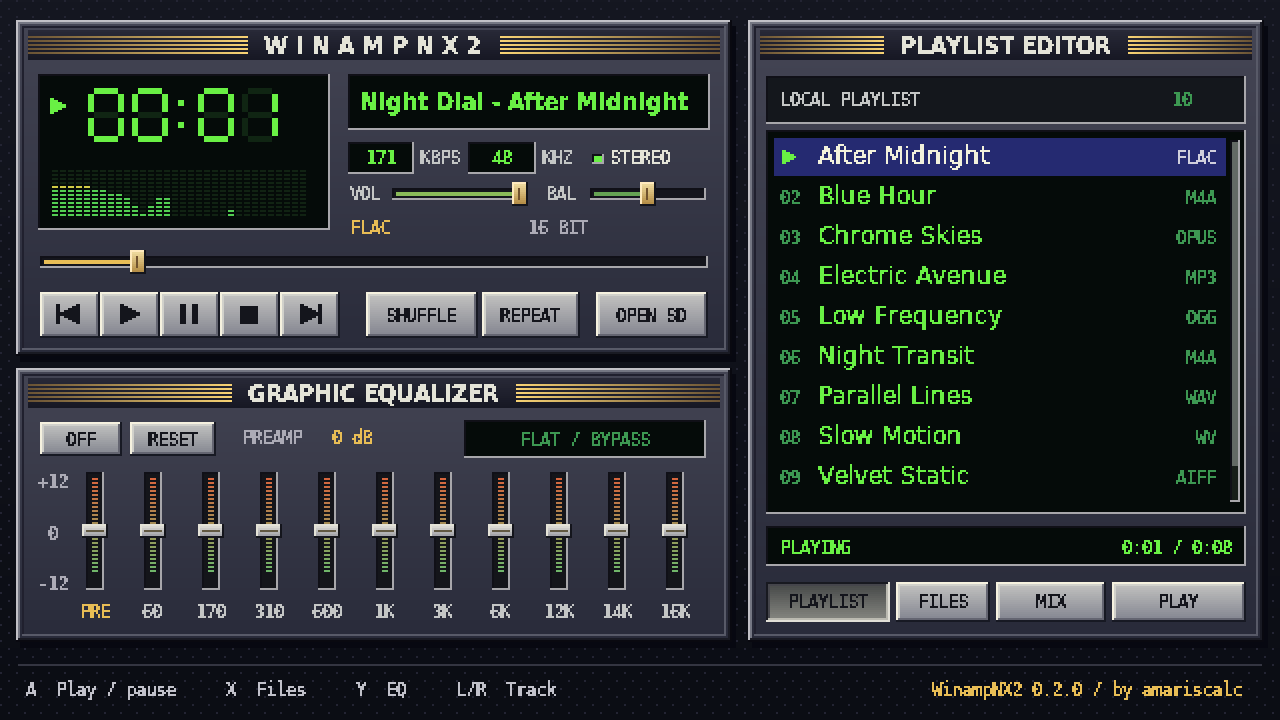 WINAMPNX2
00:01
Night Dial - After Midnight
171 KBPS 48 KHZ STEREO
VOL BAL
FLAC 16 BIT
SHUFFLE REPEAT OPEN SD
GRAPHIC EQUALIZER
OFF RESET PREAMP 0 dB FLAT / BYPASS
+12
0
-12
PRE 60 170 310 600 1K 3K 6K 12K 14K 16K
PLAYLIST EDITOR
LOCAL PLAYLIST 10
After Midnight FLAC
02 Blue Hour M4A
03 Chrome Skies OPUS
04 Electric Avenue MP3
05 Low Frequency OGG
06 Night Transit M4A
07 Parallel Lines WAV
08 Slow Motion WV
09 Velvet Static AIFF
PLAYING 0:01 / 0:08
PLAYLIST FILES MIX PLAY
A Play / pause X Files Y EQ L/R Track
WinampNX2 0.2.0 / by amariscalc